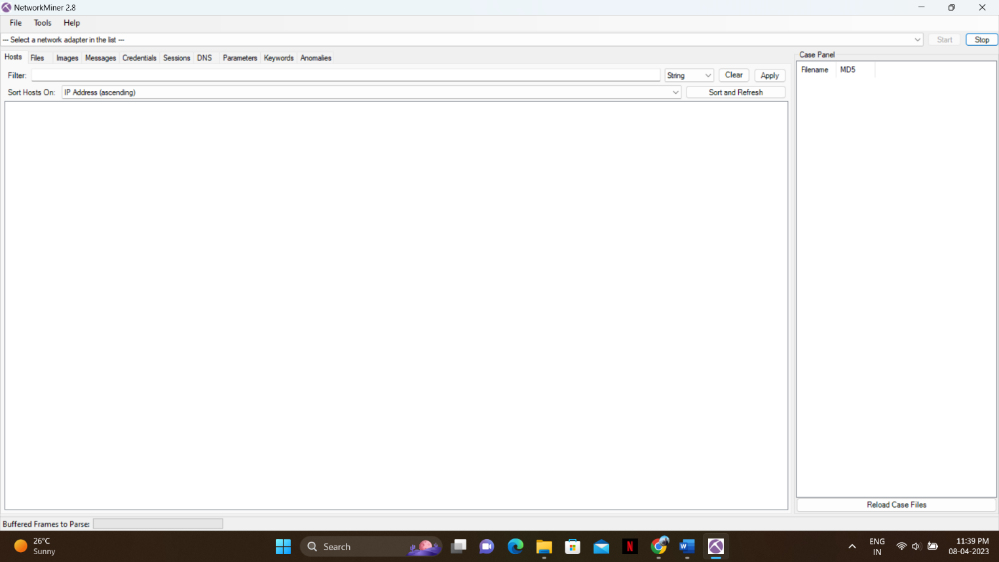 NetworkMiner 2.8
File Tools Help
--- Select a network adapter in the list --- Start Stop
Hosts Files Images Messages Credentials Sessions DNS Parameters Keywords Anomalies
Filter: String Clear Apply
Sort Hosts On: IP Address (ascending) Sort and Refresh
Case Panel
Filename MD5
Reload Case Files
Buffered Frames to Parse:
26°C
Sunny
Search
ENG
IN
11:39 PM
08-04-2023